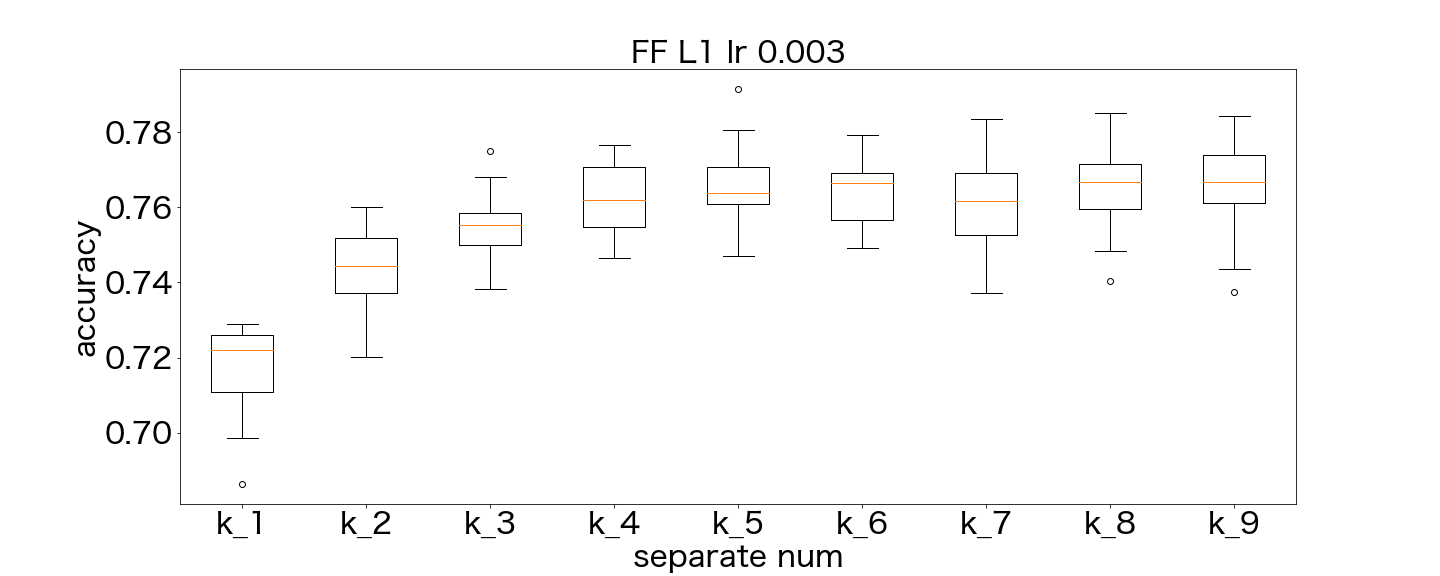 FF L1 lr 0.003
accuracy
0.78
0.76
0.74
0.72
0.70
k_1 k_2 k_3 k_4 k_5 k_6 k_7 k_8 k_9
separate num